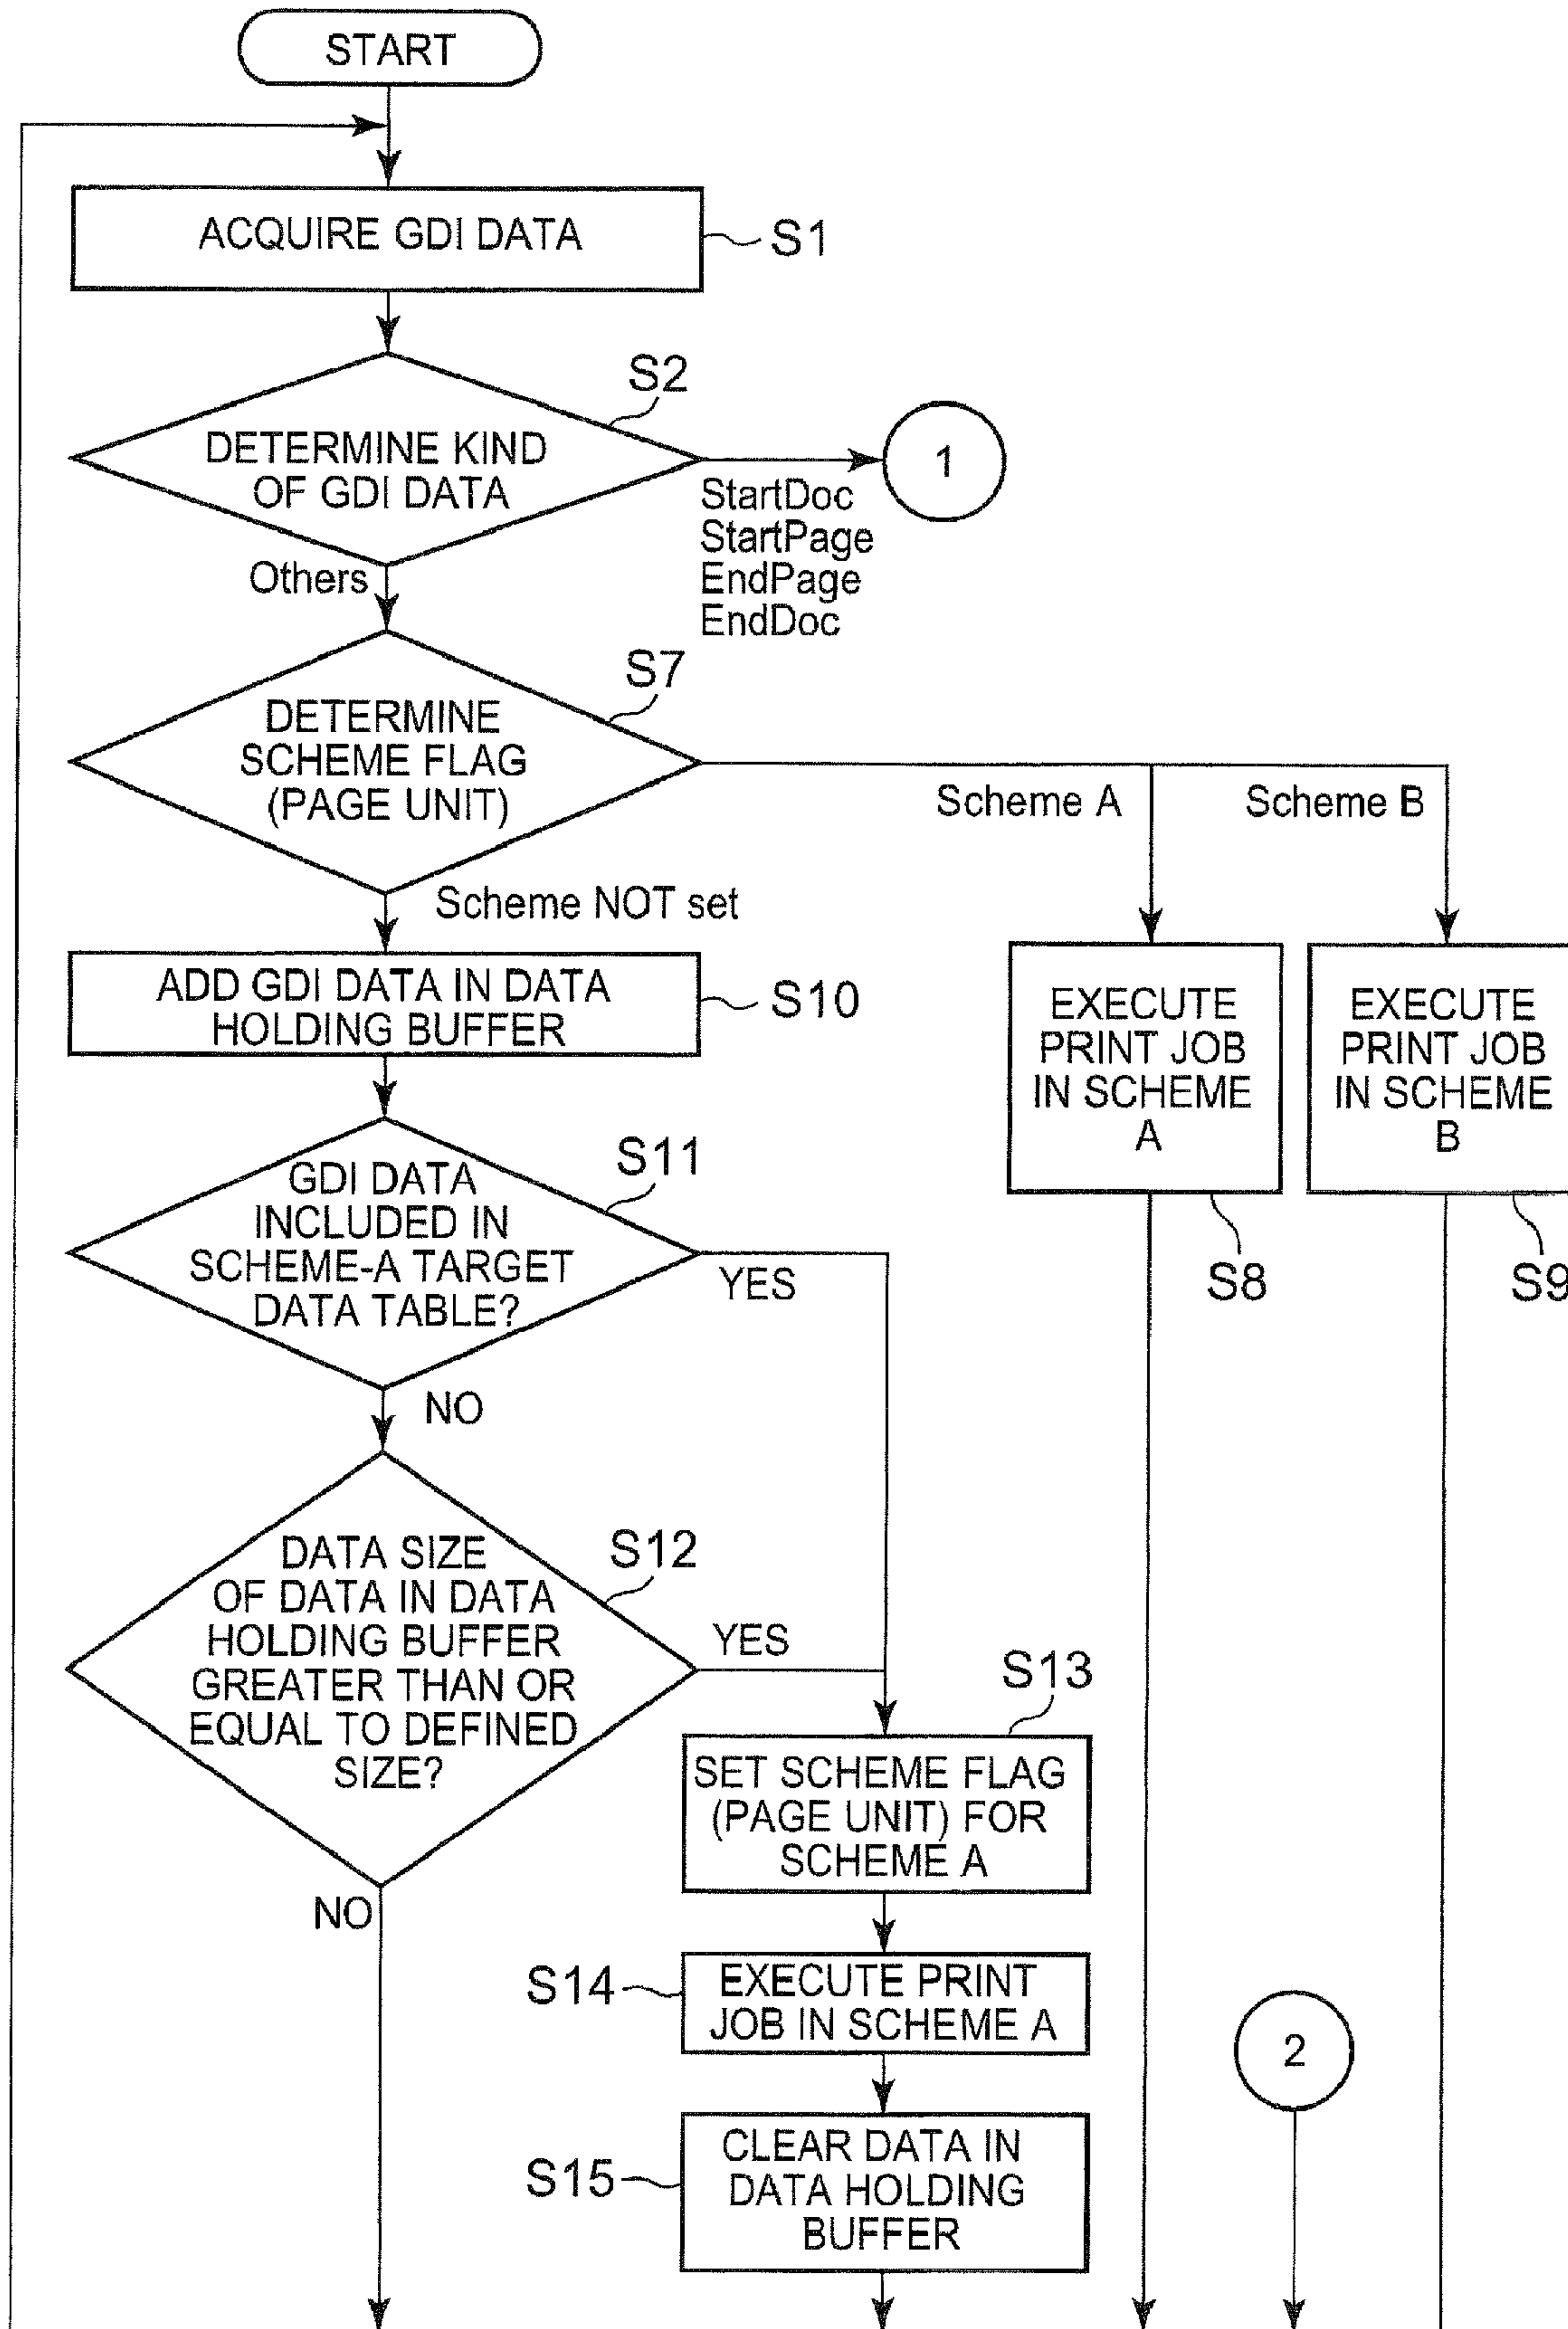 START
ACQUIRE GDI DATA
S1
S2
DETERMINE KIND
OF GDI DATA
1
StartDoc
StartPage
EndPage
EndDoc
Others
S7
DETERMINE
SCHEME FLAG
(PAGE UNIT)
Scheme A
Scheme B
Scheme NOT set
ADD GDI DATA IN DATA
HOLDING BUFFER
S10
EXECUTE
PRINT JOB
IN SCHEME
A
EXECUTE
PRINT JOB
IN SCHEME
B
S8
S9
S11
GDI DATA
INCLUDED IN
SCHEME-A TARGET
DATA TABLE?
YES
NO
S12
DATA SIZE
OF DATA IN DATA
HOLDING BUFFER
GREATER THAN OR
EQUAL TO DEFINED
SIZE?
YES
NO
S13
SET SCHEME FLAG
(PAGE UNIT) FOR
SCHEME A
S14
EXECUTE PRINT
JOB IN SCHEME A
2
S15
CLEAR DATA IN
DATA HOLDING
BUFFER